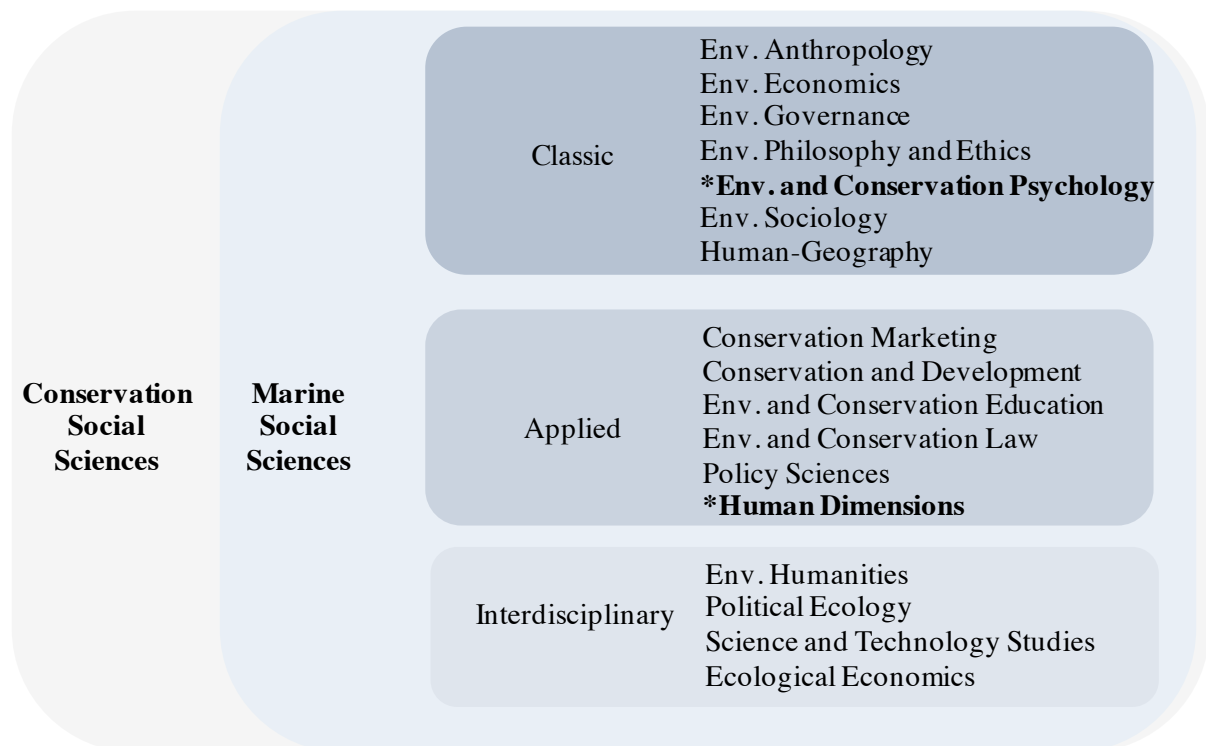 Conservation
Social
Sciences
Marine
Social
Sciences
Classic
Env. Anthropology
Env. Economics
Env. Governance
Env. Philosophy and Ethics
*Env. and Conservation Psychology
Env. Sociology
Human-Geography
Applied
Conservation Marketing
Conservation and Development
Env. and Conservation Education
Env. and Conservation Law
Policy Sciences
*Human Dimensions
Interdisciplinary
Env. Humanities
Political Ecology
Science and Technology Studies
Ecological Economics